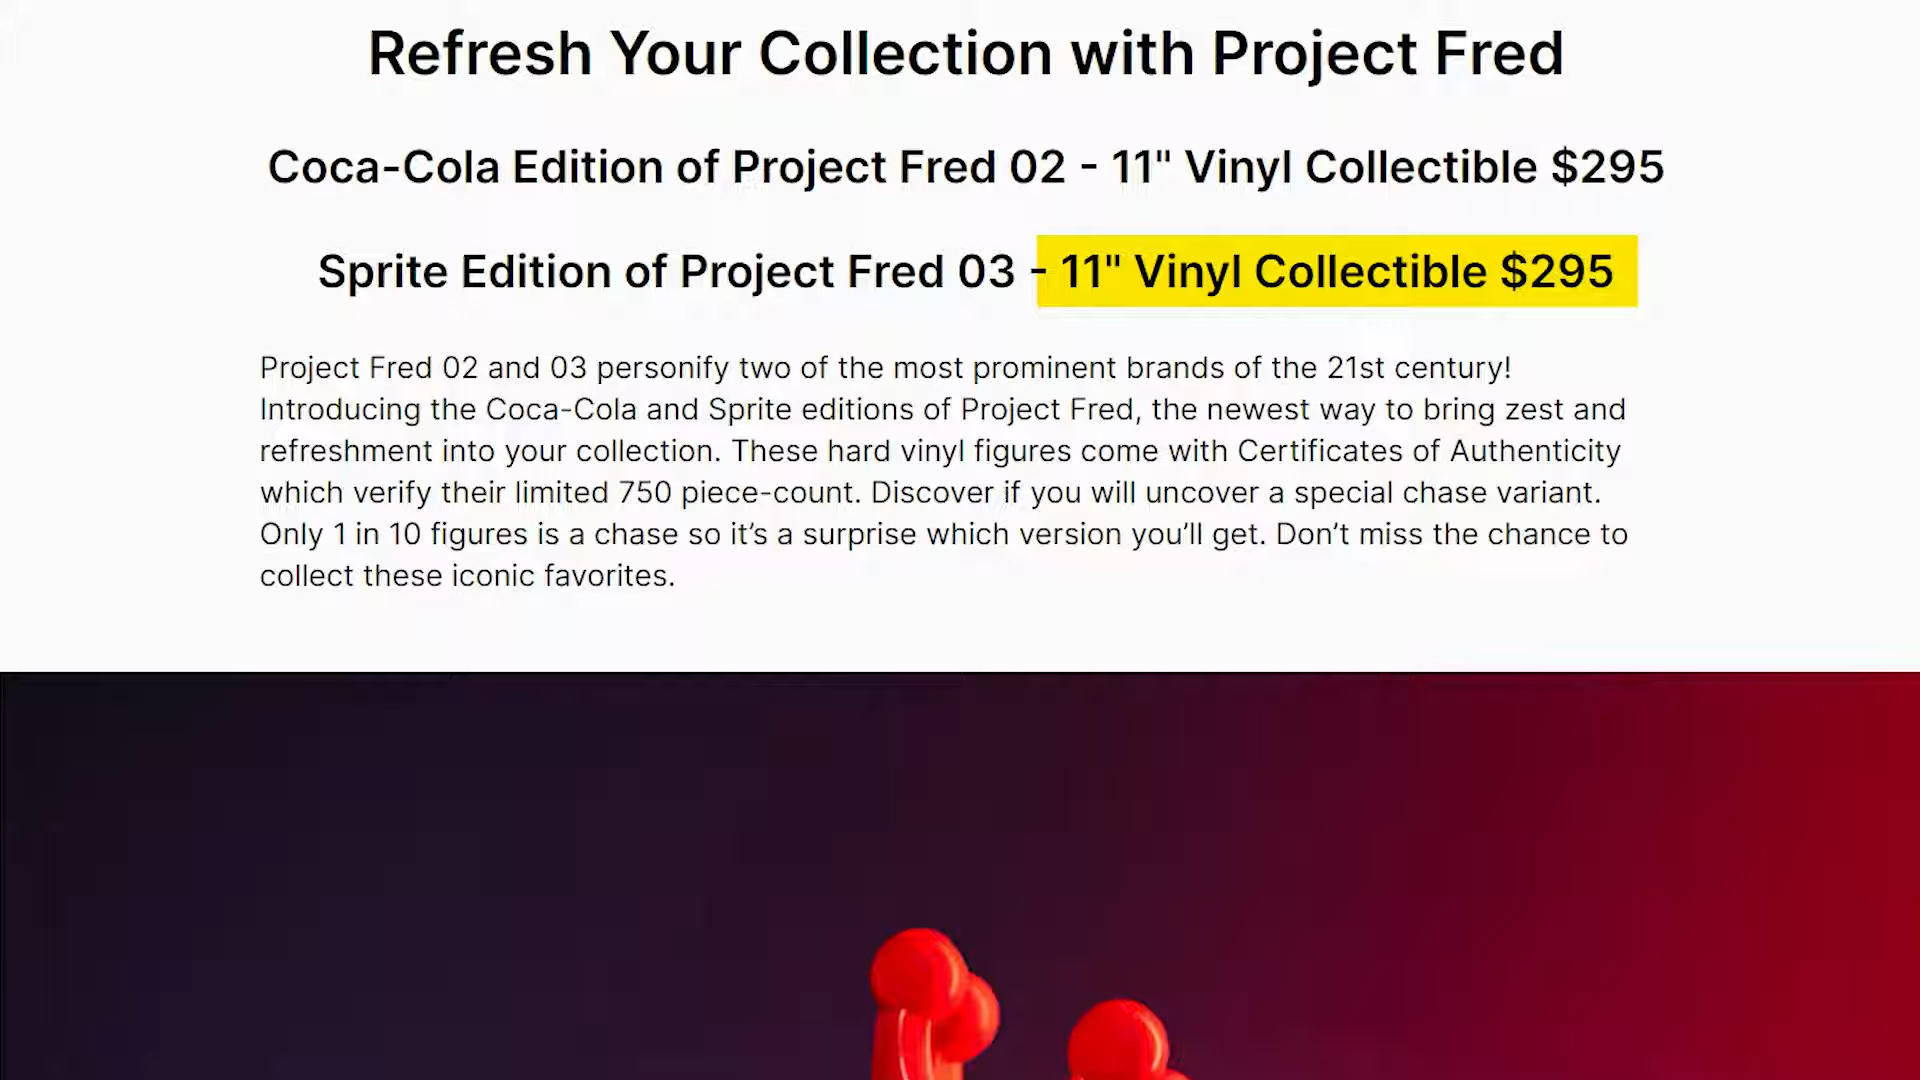 Refresh Your Collection with Project Fred
Coca-Cola Edition of Project Fred 02 - 11" Vinyl Collectible $295
Sprite Edition of Project Fred 03 - 11" Vinyl Collectible $295
Project Fred 02 and 03 personify two of the most prominent brands of the 21st century!
Introducing the Coca-Cola and Sprite editions of Project Fred, the newest way to bring zest and
refreshment into your collection. These hard vinyl figures come with Certificates of Authenticity
which verify their limited 750 piece-count. Discover if you will uncover a special chase variant.
Only 1 in 10 figures is a chase so it’s a surprise which version you’ll get. Don’t miss the chance to
collect these iconic favorites.